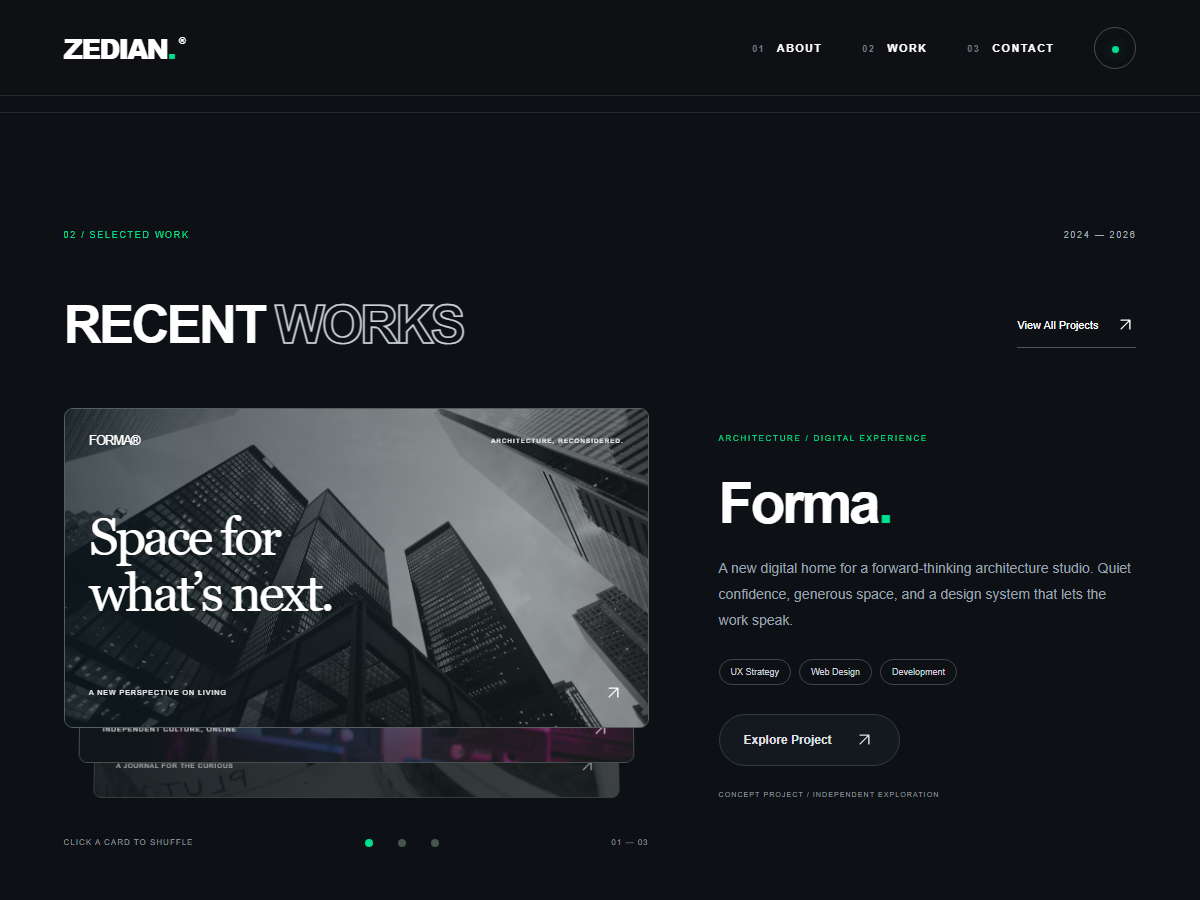 ZEDIAN.®
01 ABOUT 02 WORK 03 CONTACT
02 / SELECTED WORK
2024 — 2026
RECENT WORKS
View All Projects
FORMA®
ARCHITECTURE, RECONSIDERED.
Space for
what’s next.
A NEW PERSPECTIVE ON LIVING
INDEPENDENT CULTURE, ONLINE
A JOURNAL FOR THE CURIOUS
CLICK A CARD TO SHUFFLE
01 — 03
ARCHITECTURE / DIGITAL EXPERIENCE
Forma.
A new digital home for a forward-thinking architecture studio. Quiet
confidence, generous space, and a design system that lets the
work speak.
UX Strategy
Web Design
Development
Explore Project
CONCEPT PROJECT / INDEPENDENT EXPLORATION